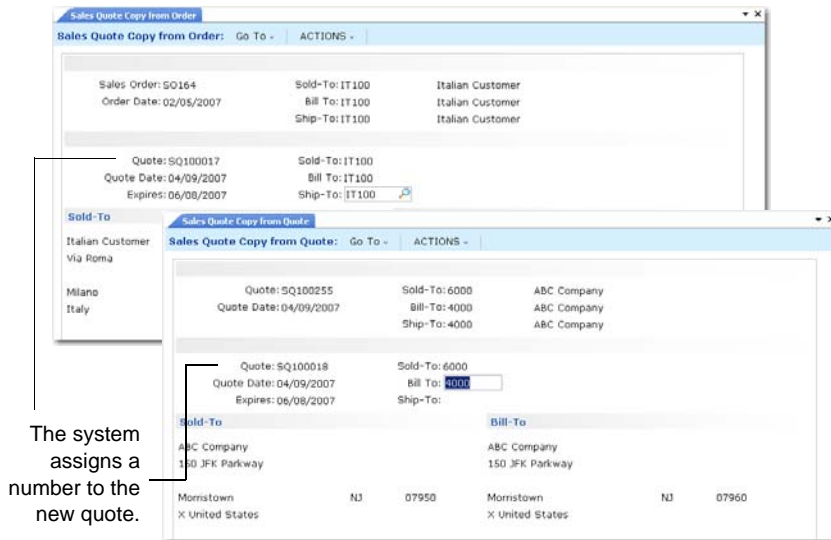 Sales Quote Copy from Order
Sales Quote Copy from Order: Go To ACTIONS
Sales Order: SO164 Sold-To: IT100 Italian Customer
Order Date: 02/05/2007 Bill To: IT100 Italian Customer
Ship-To: IT100 Italian Customer
Quote: SQ100017 Sold-To: IT100
Quote Date: 04/09/2007 Bill To: IT100
Expires: 06/08/2007 Ship-To: IT100
Sold-To
Italian Customer
Via Roma
Milano
Italy
Sales Quote Copy from Quote
Sales Quote Copy from Quote: Go To ACTIONS
Quote: SQ100255 Sold-To: 6000 ABC Company
Quote Date: 04/09/2007 Bill-To: 4000 ABC Company
Ship-To: 4000 ABC Company
Quote: SQ100018 Sold-To: 6000
Quote Date: 04/09/2007 Bill To: 4000
Expires: 06/08/2007 Ship-To:
Sold-To Bill-To
ABC Company ABC Company
150 JFK Parkway 150 JFK Parkway
Morristown NJ 07950 Morristown NJ 07960
X United States X United States
The system
assigns a
number to the
new quote.